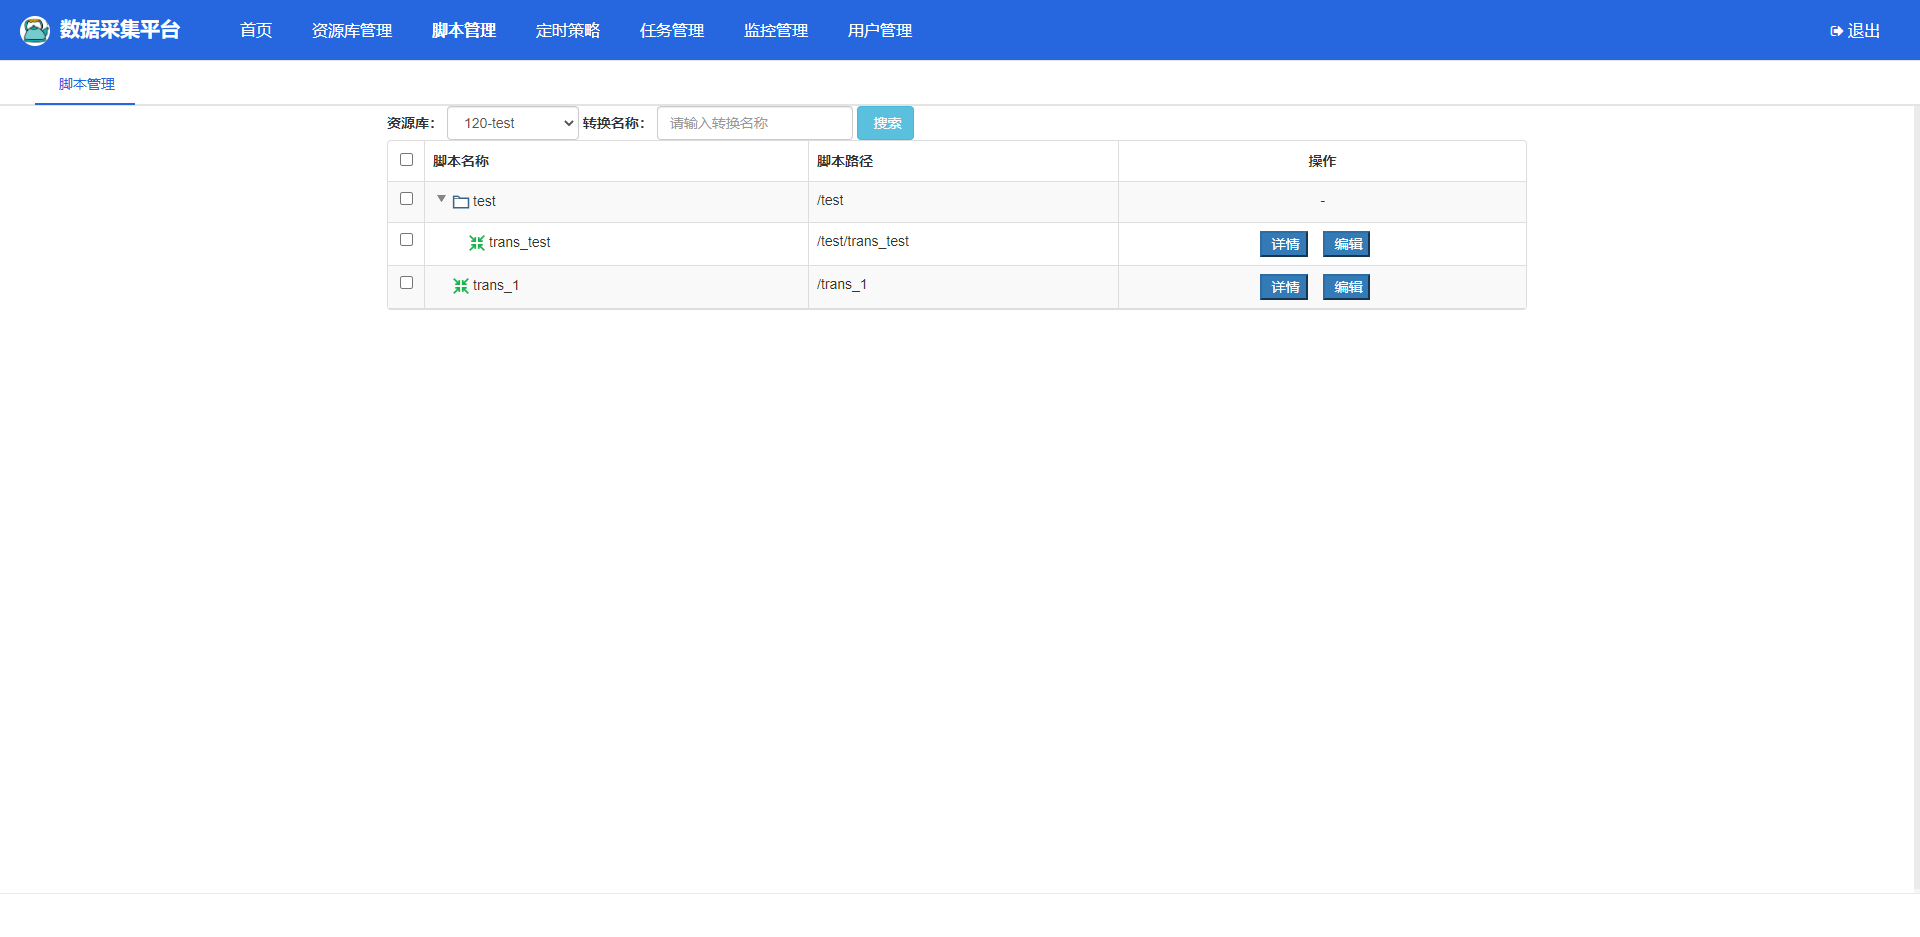 数据采集平台 首页 资源库管理 脚本管理 定时策略 任务管理 监控管理 用户管理 退出
脚本管理
资源库： 120-test 转换名称： 请输入转换名称 搜索
脚本名称 脚本路径 操作
test /test -
trans_test /test/trans_test 详情 编辑
trans_1 /trans_1 详情 编辑